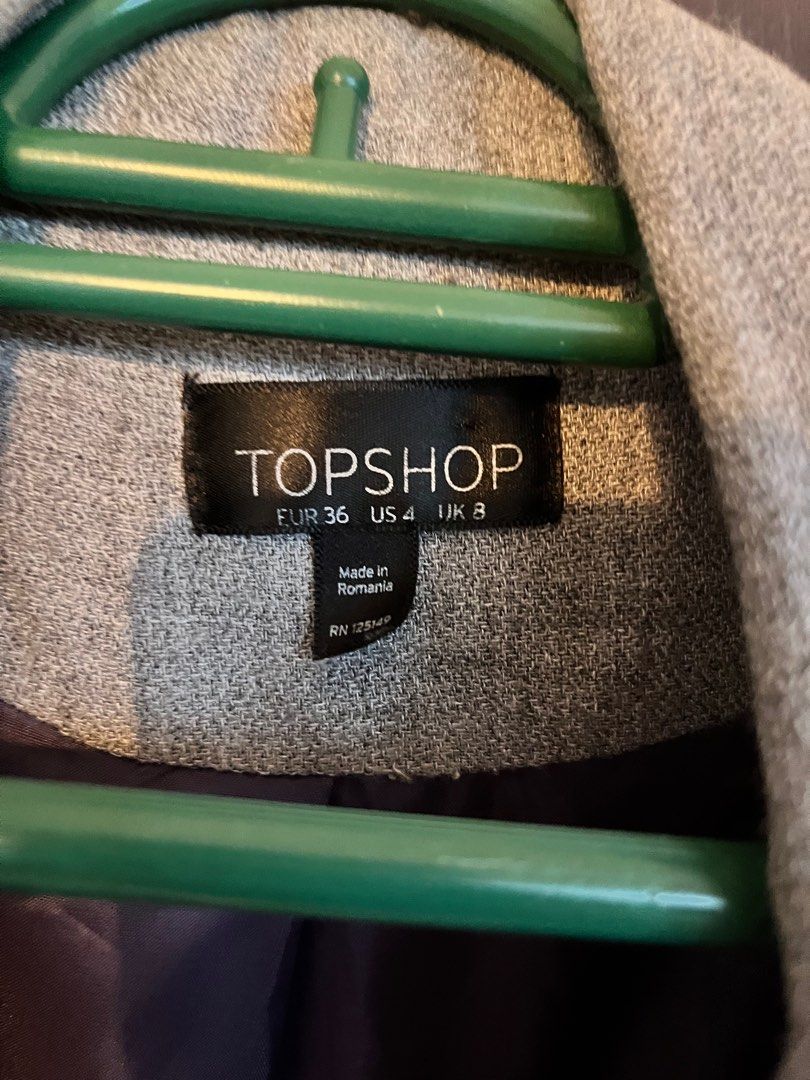 TOPSHOP
EUR 36 US 4 UK 8
Made in
Romania
RN 125149